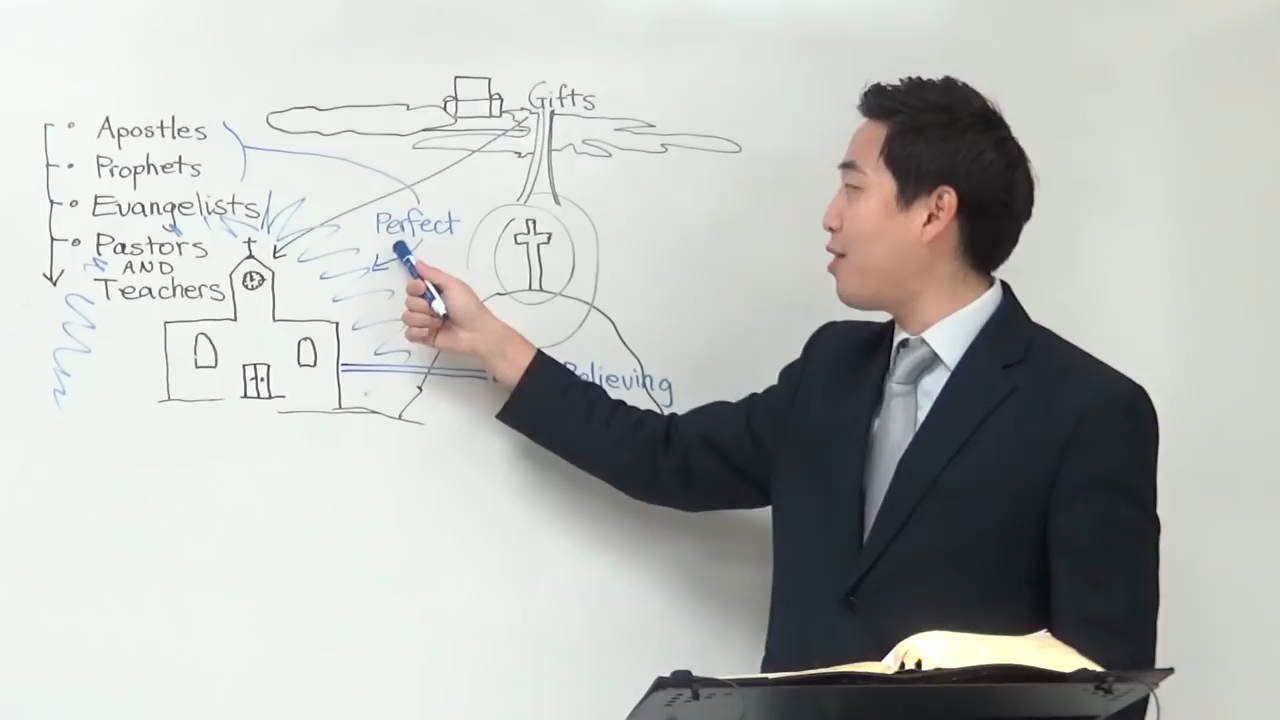 Gifts
Apostles
Prophets
Evangelists
Pastors
AND
Teachers
Perfect
Believing